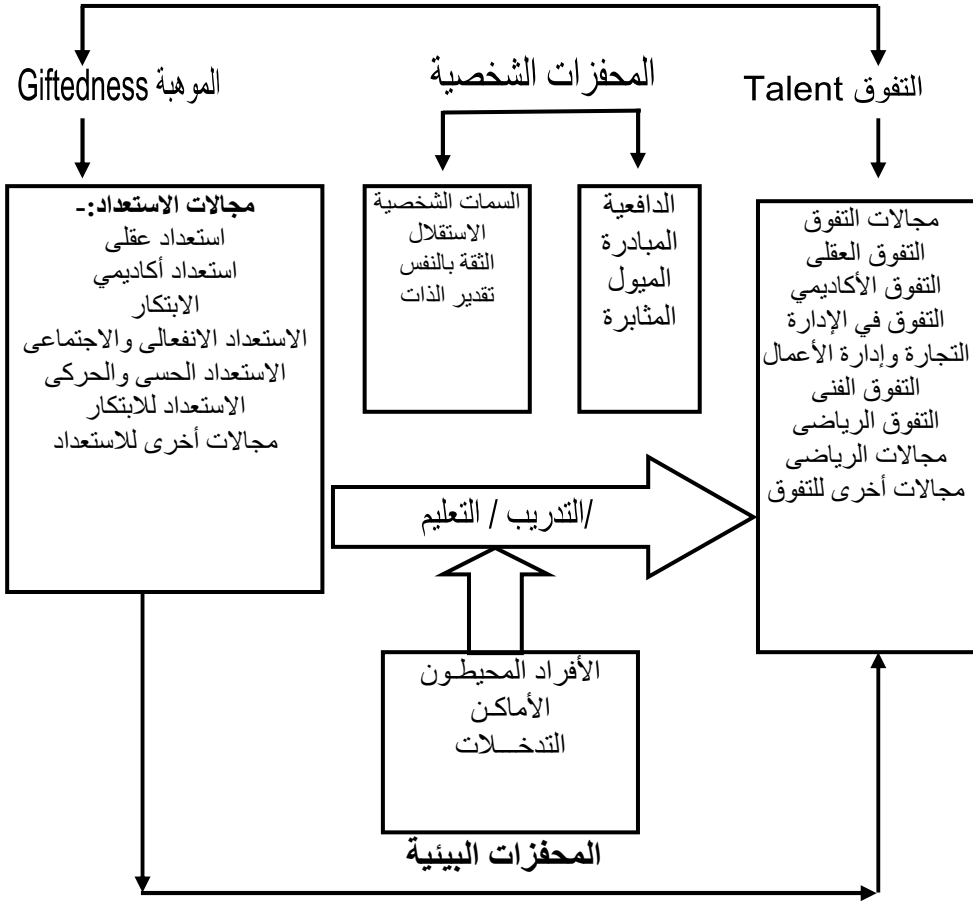 الموهبة Giftedness
المحفزات الشخصية
التفوق Talent
مجالات الاستعداد:-
استعداد عقلى
استعداد أكاديمي
الابتكار
الاستعداد الانفعالى والاجتماعى
الاستعداد الحسى والحركى
الاستعداد للابتكار
مجالات أخرى للاستعداد
السمات الشخصية
الاستقلال
الثقة بالنفس
تقدير الذات
الدافعية
المبادرة
الميول
المثابرة
مجالات التفوق
التفوق العقلى
التفوق الأكاديمي
التفوق في الإدارة
التجارة وإدارة الأعمال
التفوق الفنى
التفوق الرياضى
مجالات الرياضى
مجالات أخرى للتفوق
/التدريب / التعليم
الأفراد المحيطـون
الأماكـن
التدخـــلات
المحفزات البيئية